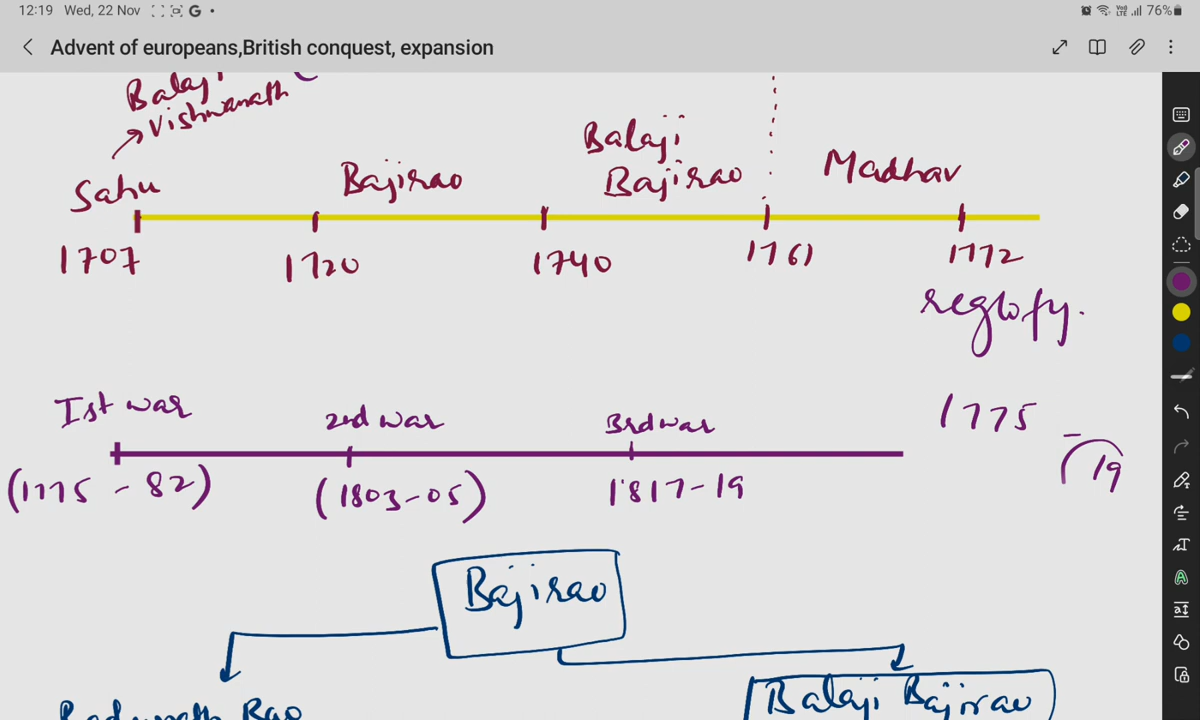 12:19 Wed, 22 Nov
76%
Advent of europeans,British conquest, expansion
Balaji
Vishwanath
Sahu
Bajirao
Balaji
Bajirao
Madhav
1707
1720
1740
1761
1772
Ist war
2nd war
3rd war
1775
19
(1775 - 82)
(1803-05)
1817-19
Bajirao
Rao
Balaji Bajirao